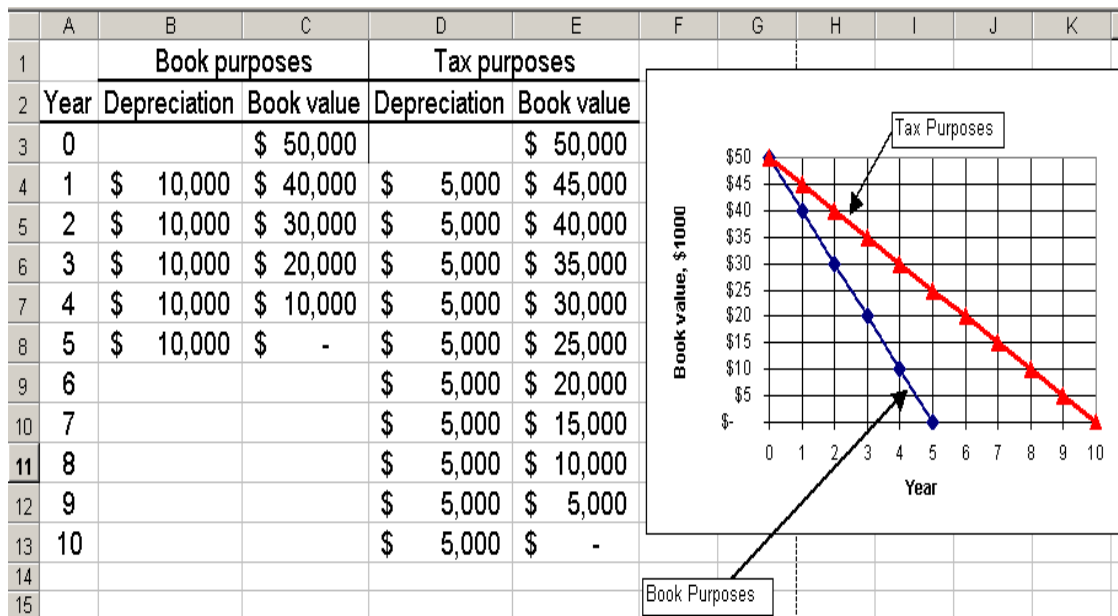 A B C D E F G H I J K
1 Book purposes Tax purposes
2 Year Depreciation Book value Depreciation Book value
3 0 $ 50,000 $ 50,000
4 1 $ 10,000 $ 40,000 $ 5,000 $ 45,000
5 2 $ 10,000 $ 30,000 $ 5,000 $ 40,000
6 3 $ 10,000 $ 20,000 $ 5,000 $ 35,000
7 4 $ 10,000 $ 10,000 $ 5,000 $ 30,000
8 5 $ 10,000 $ - $ 5,000 $ 25,000
9 6 $ 5,000 $ 20,000
10 7 $ 5,000 $ 15,000
11 8 $ 5,000 $ 10,000
12 9 $ 5,000 $ 5,000
13 10 $ 5,000 $ -
14
15
Tax Purposes
Book value, $1000
$50
$45
$40
$35
$30
$25
$20
$15
$10
$5
$-
0 1 2 3 4 5 6 7 8 9 10
Year
Book Purposes